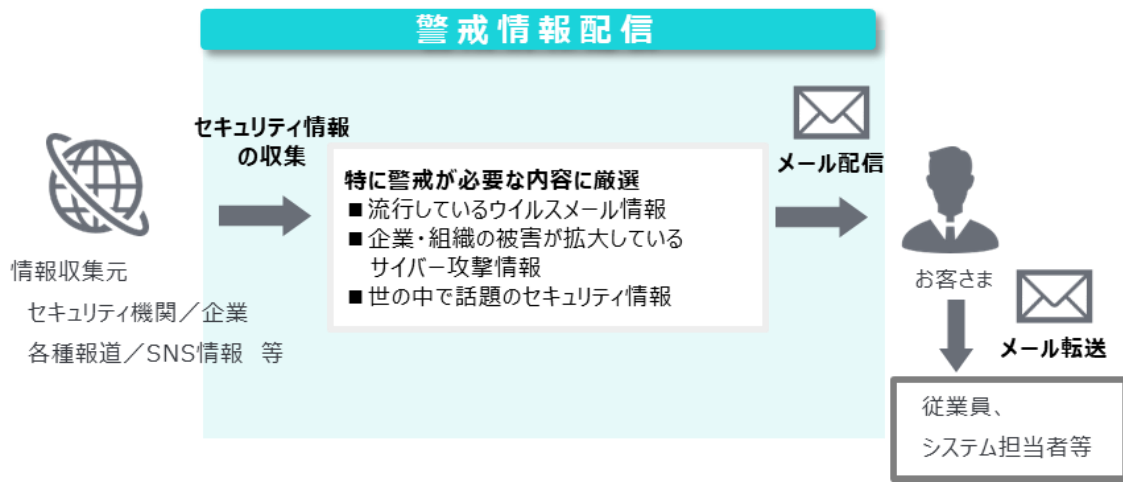 警戒情報配信
セキュリティ情報
の収集
情報収集元
セキュリティ機関／企業
各種報道／SNS情報 等
特に警戒が必要な内容に厳選
■流行しているウイルスメール情報
■企業・組織の被害が拡大している
サイバー攻撃情報
■世の中で話題のセキュリティ情報
メール配信
お客さま
メール転送
従業員、
システム担当者等